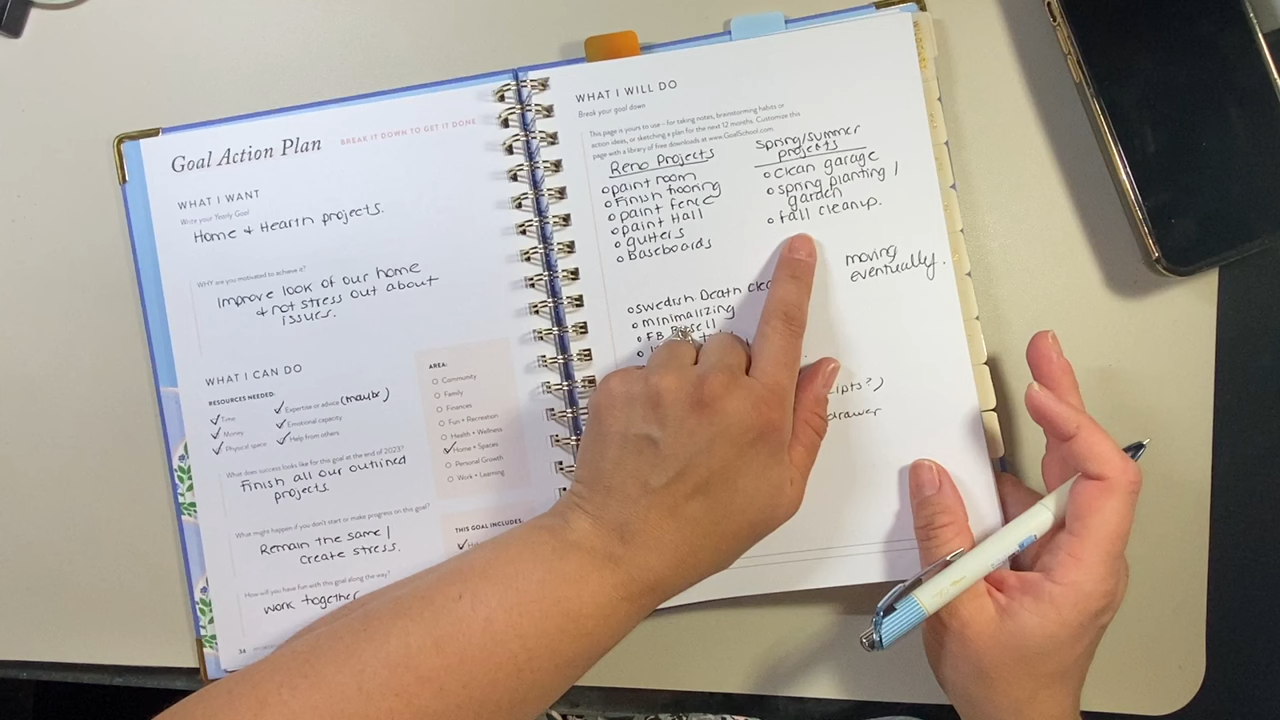 Goal Action Plan
BREAK IT DOWN TO GET IT DONE
WHAT I WANT
Write your Yearly Goal
Home + Hearth projects.
WHY are you motivated to achieve it?
Improve look of our home
+ not stress out about
issues.
WHAT I CAN DO
RESOURCES NEEDED:
Time
Money
Physical space
Expertise or advice (maybe)
Emotional capacity
Help from others
What does success looks like for this goal at the end of 2023?
Finish all our outlined
projects.
What might happen if you don't start or make progress on this goal?
Remain the same /
create stress.
How will you have fun with this goal along the way?
work together
34
AREA:
Community
Family
Finances
Fun + Recreation
Health + Wellness
Home + Spaces
Personal Growth
Work + Learning
THIS GOAL INCLUDES
WHAT I WILL DO
Break your goal down
This page is yours to use – for taking notes, brainstorming habits or
action ideas, or sketching a plan for the next 12 months. Customize this
page with a library of free downloads at www.GoalSchool.com
Reno Projects
paint room
Finish flooring
paint fence
paint Hall
gutters
Baseboards
Spring/summer
projects
clean garage
spring planting /
garden
fall cleanup.
moving
eventually.
Swedish Death
minimalizing
FB
drawer
WILDCARD